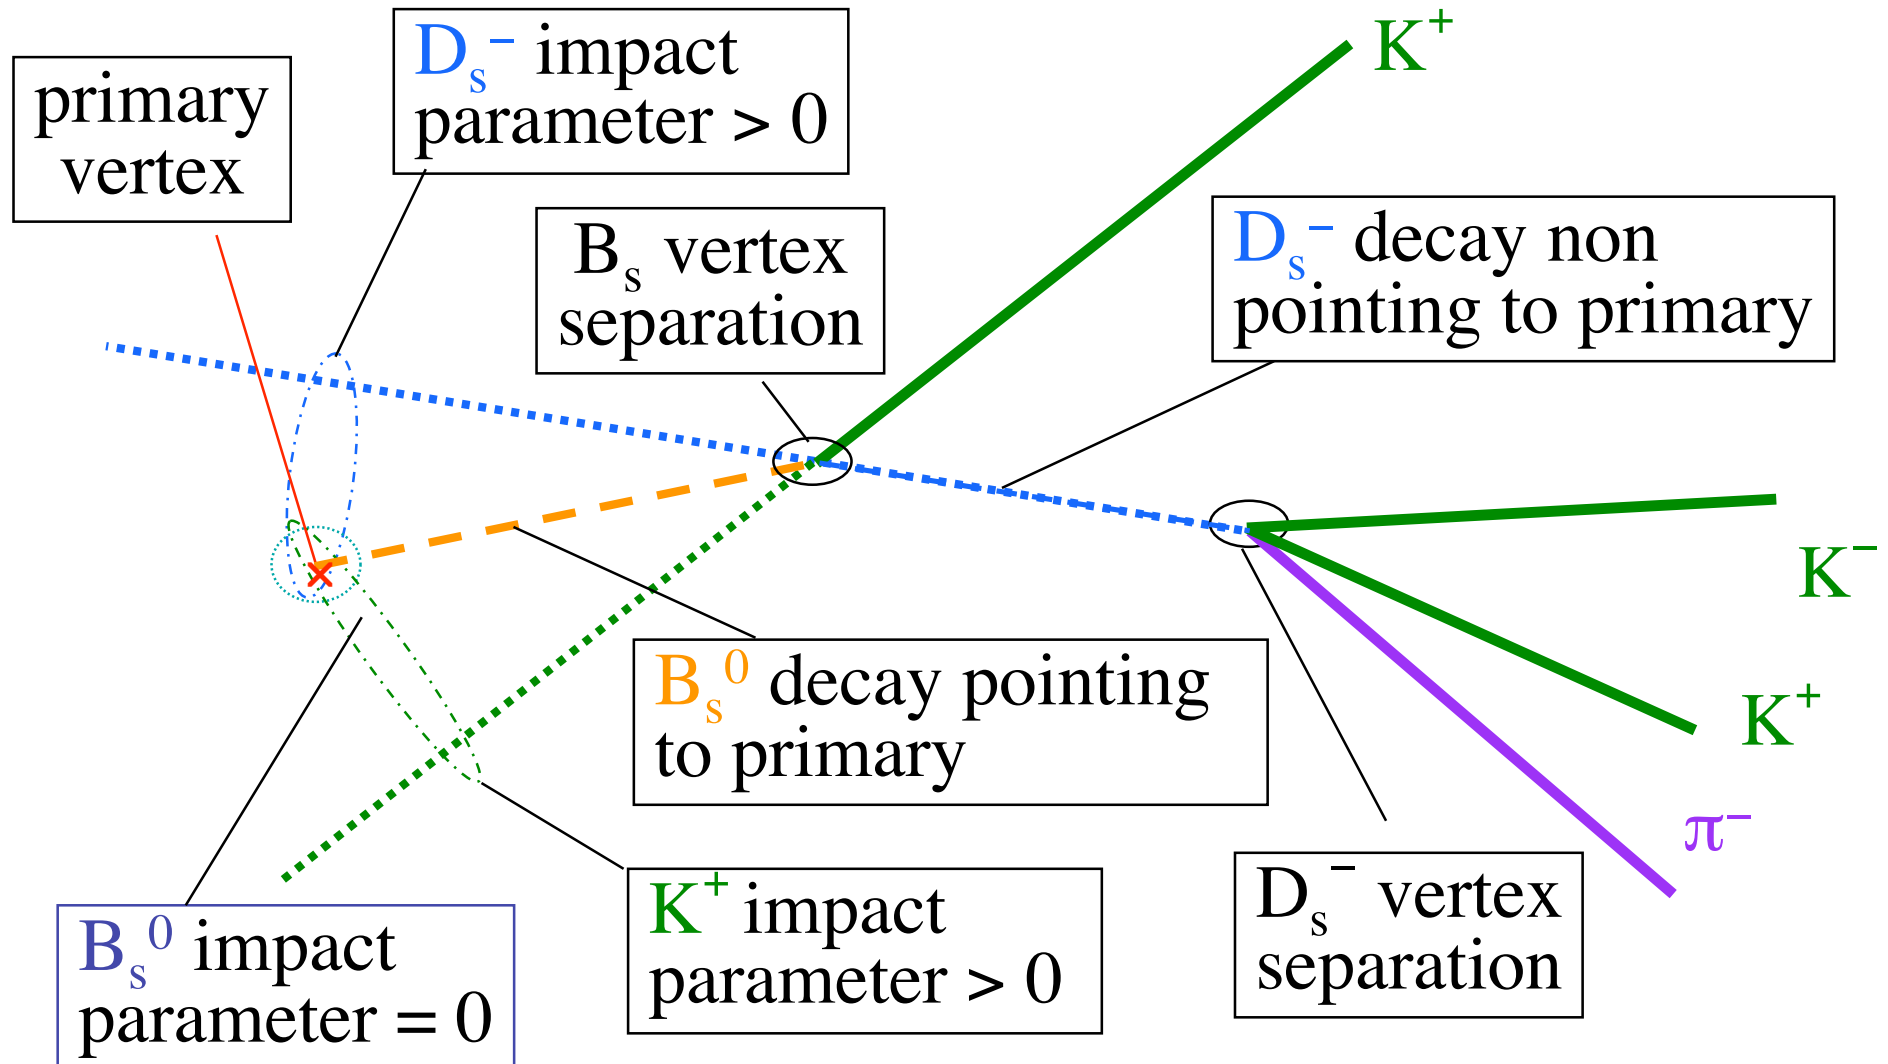 primary
vertex
Dₛ⁻ impact
parameter > 0
K⁺
Bₛ vertex
separation
Dₛ⁻ decay non
pointing to primary
K⁻
Bₛ⁰ decay pointing
to primary
K⁺
π⁻
Bₛ⁰ impact
parameter = 0
K⁺ impact
parameter > 0
Dₛ⁻ vertex
separation